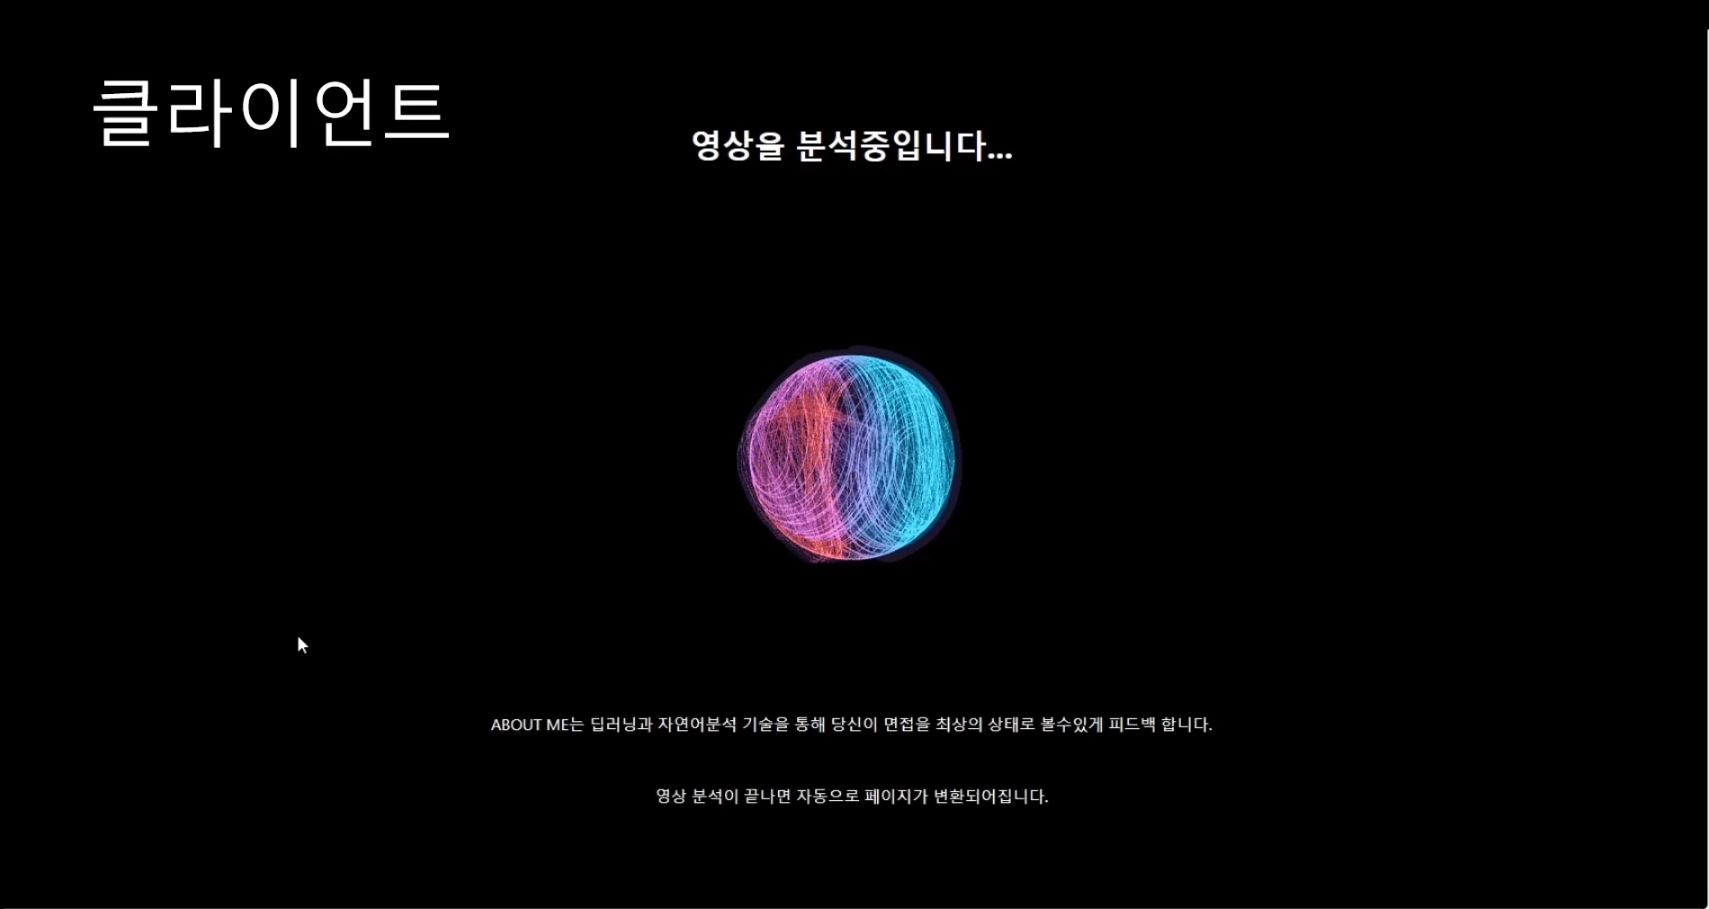 클라이언트
영상을 분석중입니다...
ABOUT ME는 딥러닝과 자연어분석 기술을 통해 당신이 면접을 최상의 상태로 볼수있게 피드백 합니다.
영상 분석이 끝나면 자동으로 페이지가 변환되어집니다.